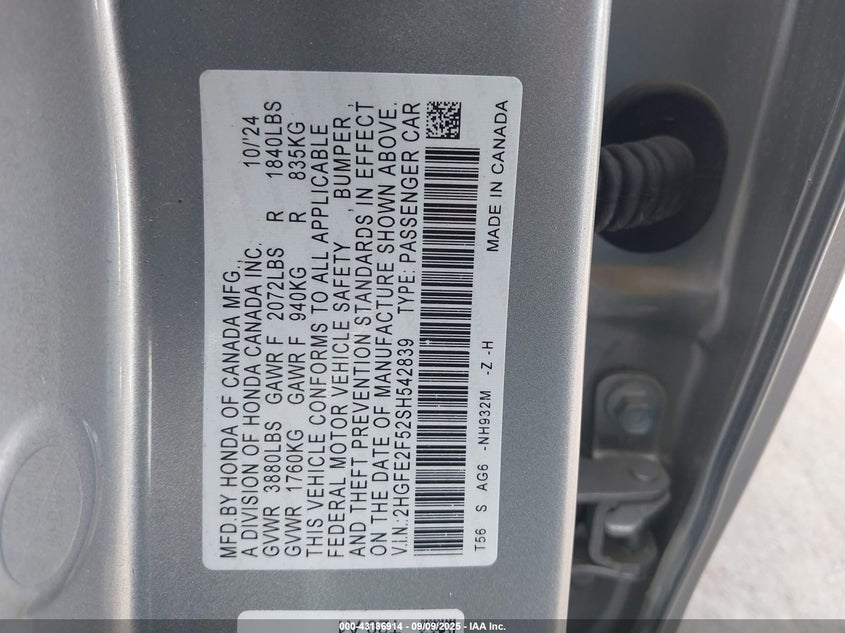 MFD.BY HONDA OF CANADA MFG., 10/'24
A DIVISION OF HONDA CANADA INC.
GVWR 3880LBS GAWR F 2072LBS R 1840LBS
GVWR 1760KG GAWR F 940KG R 835KG
THIS VEHICLE CONFORMS TO ALL APPLICABLE
FEDERAL MOTOR VEHICLE SAFETY , BUMPER ,
AND THEFT PREVENTION STANDARDS IN EFFECT
ON THE DATE OF MANUFACTURE SHOWN ABOVE.
V.I.N.:2HGFE2F52SH542839 TYPE: PASSENGER CAR
T56 S AG6 -NH932M -Z -H MADE IN CANADA
000-43186914 - 09/09/2025 - IAA Inc.